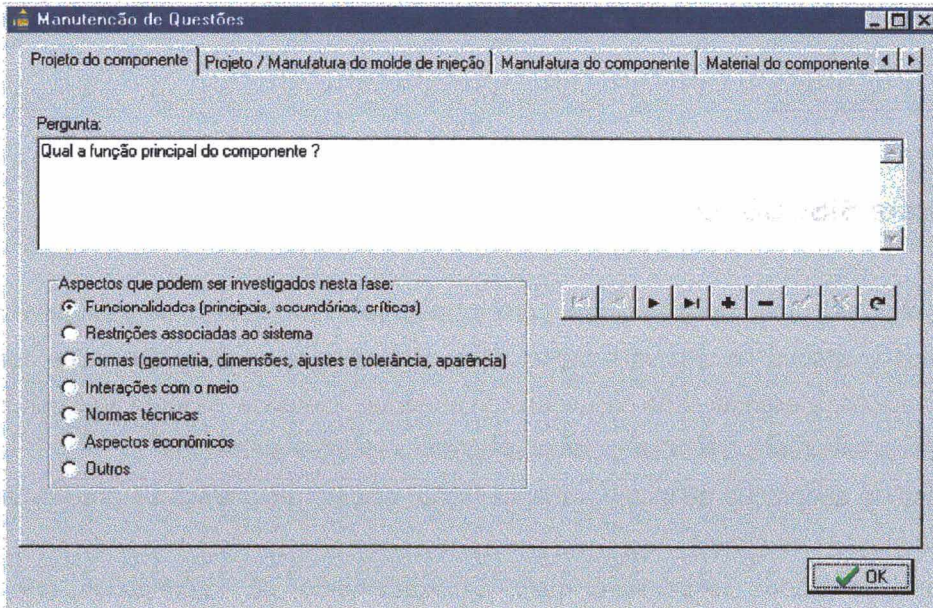 Manutencão de Questões
Projeto do componente
Projeto / Manufatura do molde de injeção
Manufatura do componente
Material do componente
Pergunta:
Qual a função principal do componente ?
Aspectos que podem ser investigados nesta fase:
Funcionalidades (principais, secundárias, críticas)
Restrições associadas ao sistema
Formas (geometria, dimensões, ajustes e tolerância, aparência)
Interações com o meio
Normas técnicas
Aspectos econômicos
Outros
OK